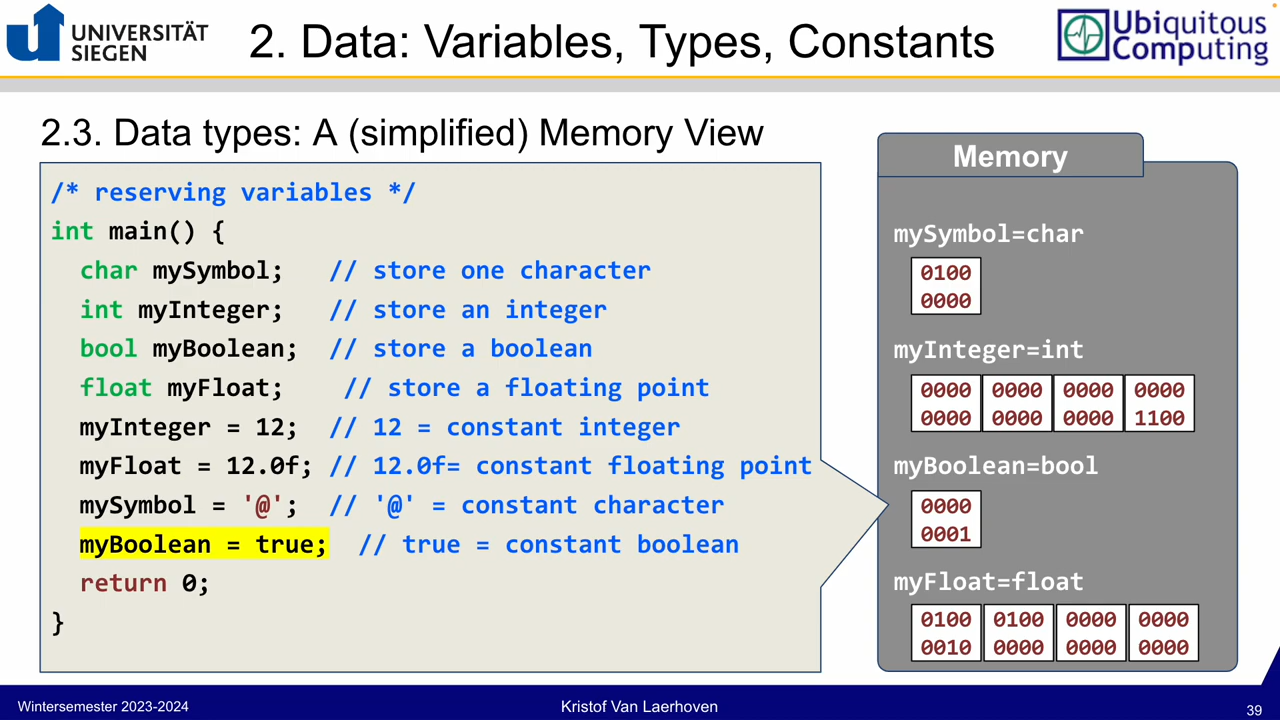 UNIVERSITÄT
SIEGEN
2. Data: Variables, Types, Constants
Ubiquitous
Computing
2.3. Data types: A (simplified) Memory View
/* reserving variables */
int main() {
char mySymbol; // store one character
int myInteger; // store an integer
bool myBoolean; // store a boolean
float myFloat; // store a floating point
myInteger = 12; // 12 = constant integer
myFloat = 12.0f; // 12.0f= constant floating point
mySymbol = '@'; // '@' = constant character
myBoolean = true; // true = constant boolean
return 0;
}
Memory
mySymbol=char
0100
0000
myInteger=int
0000 0000 0000 0000
0000 0000 0000 1100
myBoolean=bool
0000
0001
myFloat=float
0100 0100 0000 0000
0010 0000 0000 0000
Wintersemester 2023-2024
Kristof Van Laerhoven
39